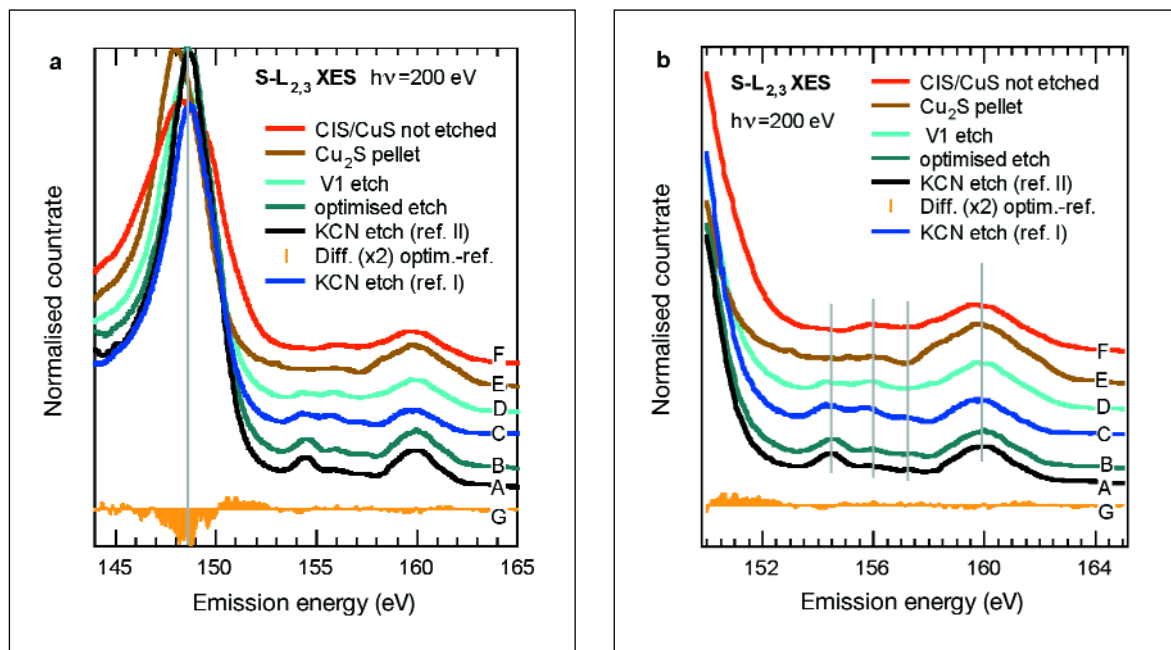 a
S-L2,3 XES hν=200 eV
CIS/CuS not etched
Cu2S pellet
V1 etch
optimised etch
KCN etch (ref. II)
Diff. (x2) optim.-ref.
KCN etch (ref. I)
F
E
D
C
B
A
G
Normalised countrate
145 150 155 160 165
Emission energy (eV)
b
S-L2,3 XES
hν=200 eV
CIS/CuS not etched
Cu2S pellet
V1 etch
optimised etch
KCN etch (ref. II)
Diff. (x2) optim.-ref.
KCN etch (ref. I)
F
E
D
C
B
A
G
Normalised countrate
152 156 160 164
Emission energy (eV)